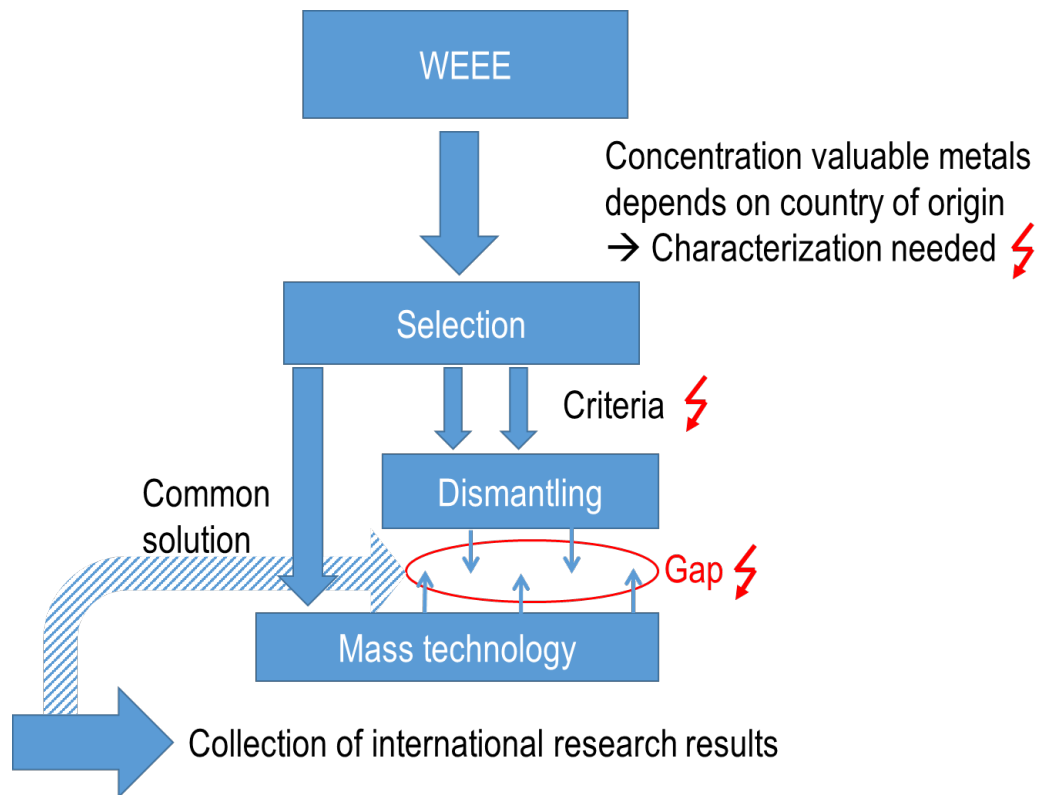 WEEE
Concentration valuable metals
depends on country of origin
→ Characterization needed
Selection
Criteria
Dismantling
Common
solution
Gap
Mass technology
Collection of international research results